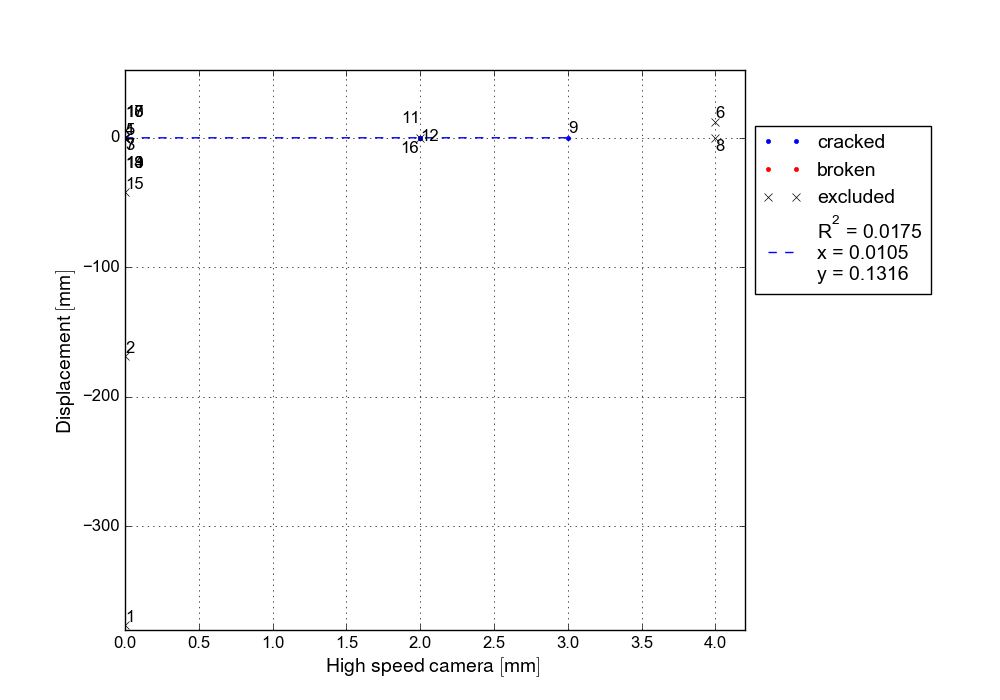 11
6
12
9
16
8
15
2
1
0
−100
−200
−300
0.0 0.5 1.0 1.5 2.0 2.5 3.0 3.5 4.0
High speed camera [mm]
Displacement [mm]
cracked
broken
excluded
R² = 0.0175
x = 0.0105
y = 0.1316